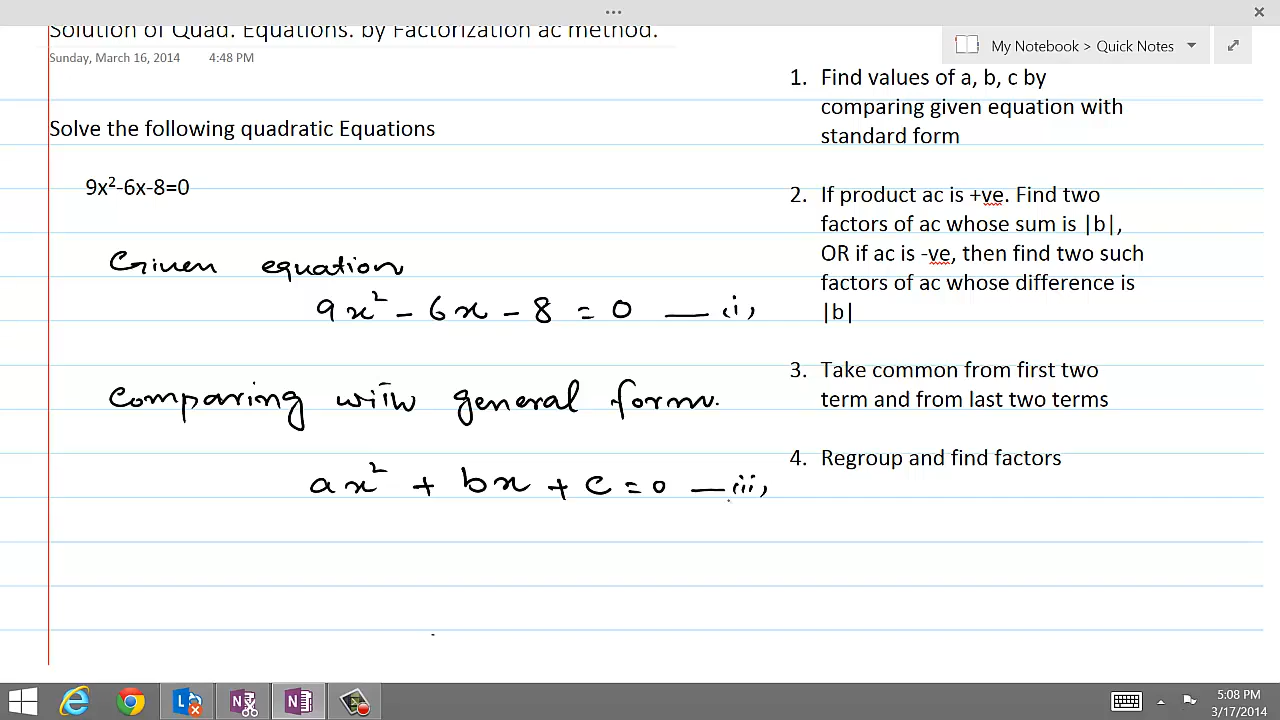 Solution of Quad. Equations. by Factorization ac method.
Sunday, March 16, 2014 4:48 PM
My Notebook > Quick Notes
Solve the following quadratic Equations
9x²-6x-8=0
Given equation
9x² - 6x - 8 = 0 — (i)
Comparing with general form.
ax² + bx + c = 0 — (ii)
1. Find values of a, b, c by
comparing given equation with
standard form
2. If product ac is +ve. Find two
factors of ac whose sum is |b|,
OR if ac is -ve, then find two such
factors of ac whose difference is
|b|
3. Take common from first two
term and from last two terms
4. Regroup and find factors
5:08 PM
3/17/2014